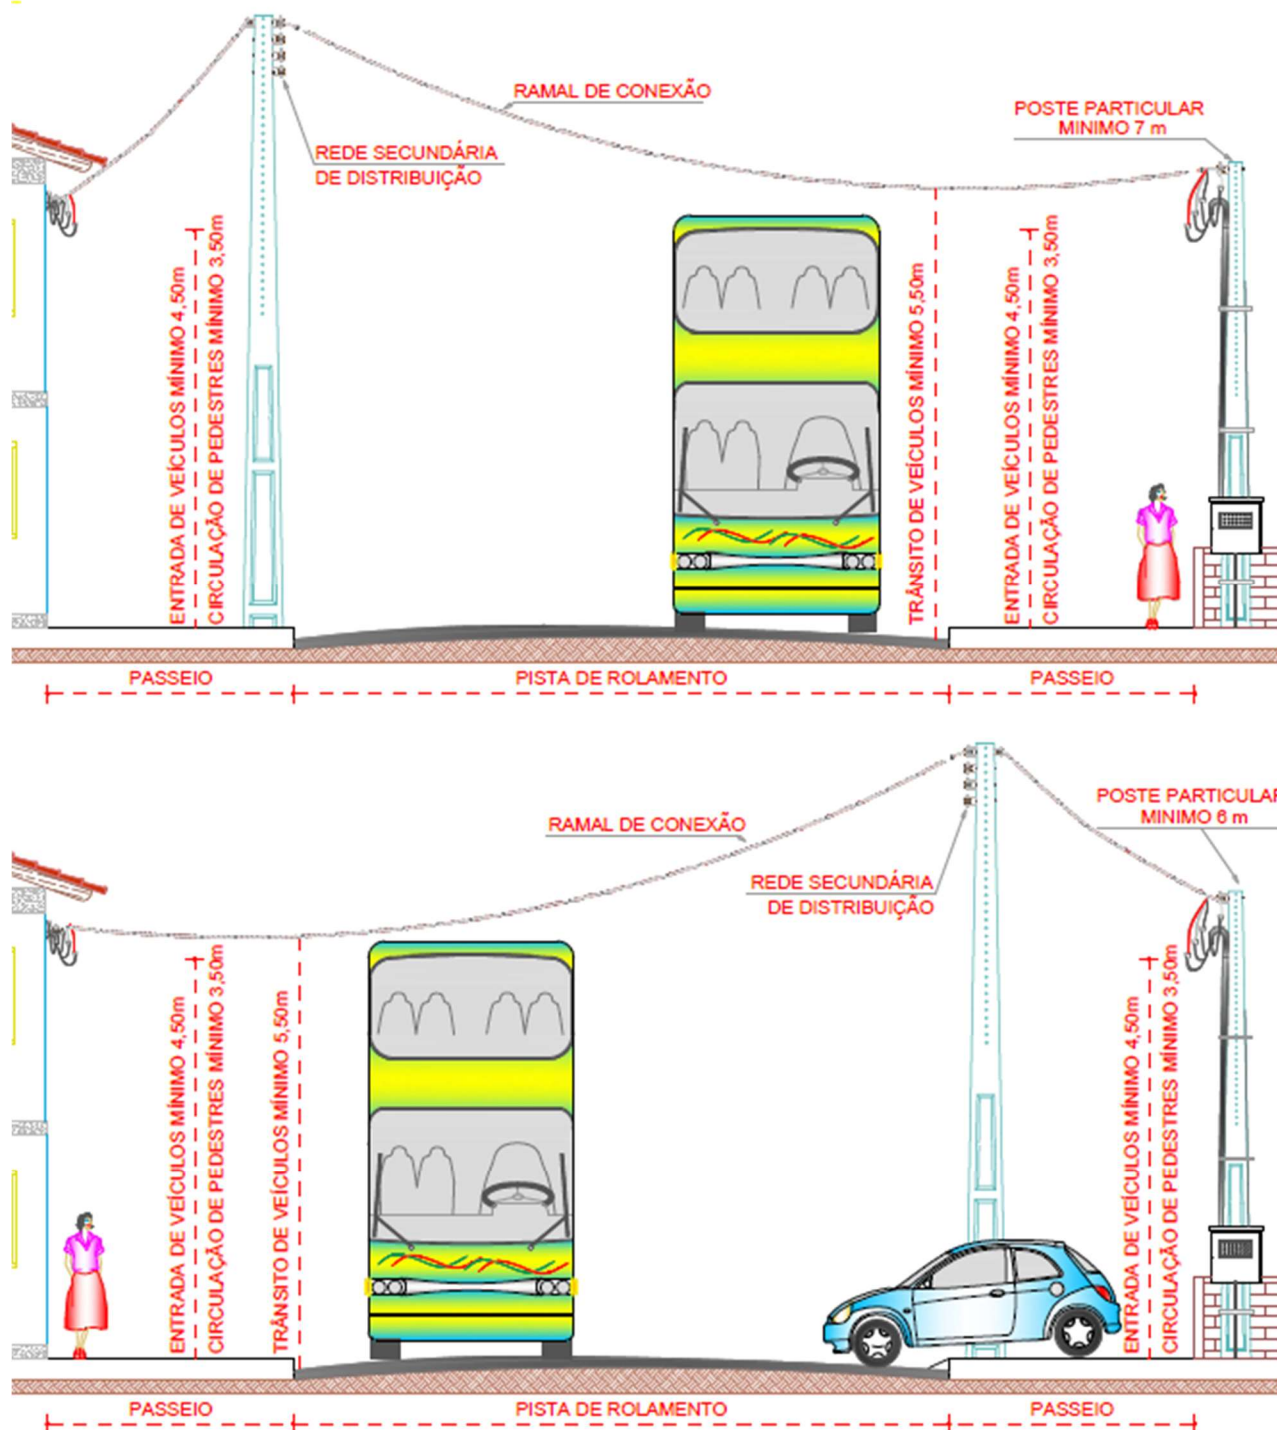 RAMAL DE CONEXÃO
POSTE PARTICULAR
MINIMO 7 m
REDE SECUNDÁRIA
DE DISTRIBUIÇÃO
ENTRADA DE VEÍCULOS MÍNIMO 4,50m
CIRCULAÇÃO DE PEDESTRES MÍNIMO 3,50m
TRÂNSITO DE VEÍCULOS MÍNIMO 5,50m
ENTRADA DE VEÍCULOS MÍNIMO 4,50m
CIRCULAÇÃO DE PEDESTRES MÍNIMO 3,50m
PASSEIO
PISTA DE ROLAMENTO
PASSEIO
POSTE PARTICULAR
MINIMO 6 m
RAMAL DE CONEXÃO
REDE SECUNDÁRIA
DE DISTRIBUIÇÃO
ENTRADA DE VEÍCULOS MÍNIMO 4,50m
CIRCULAÇÃO DE PEDESTRES MÍNIMO 3,50m
TRÂNSITO DE VEÍCULOS MÍNIMO 5,50m
ENTRADA DE VEÍCULOS MÍNIMO 4,50m
CIRCULAÇÃO DE PEDESTRES MÍNIMO 3,50m
PASSEIO
PISTA DE ROLAMENTO
PASSEIO